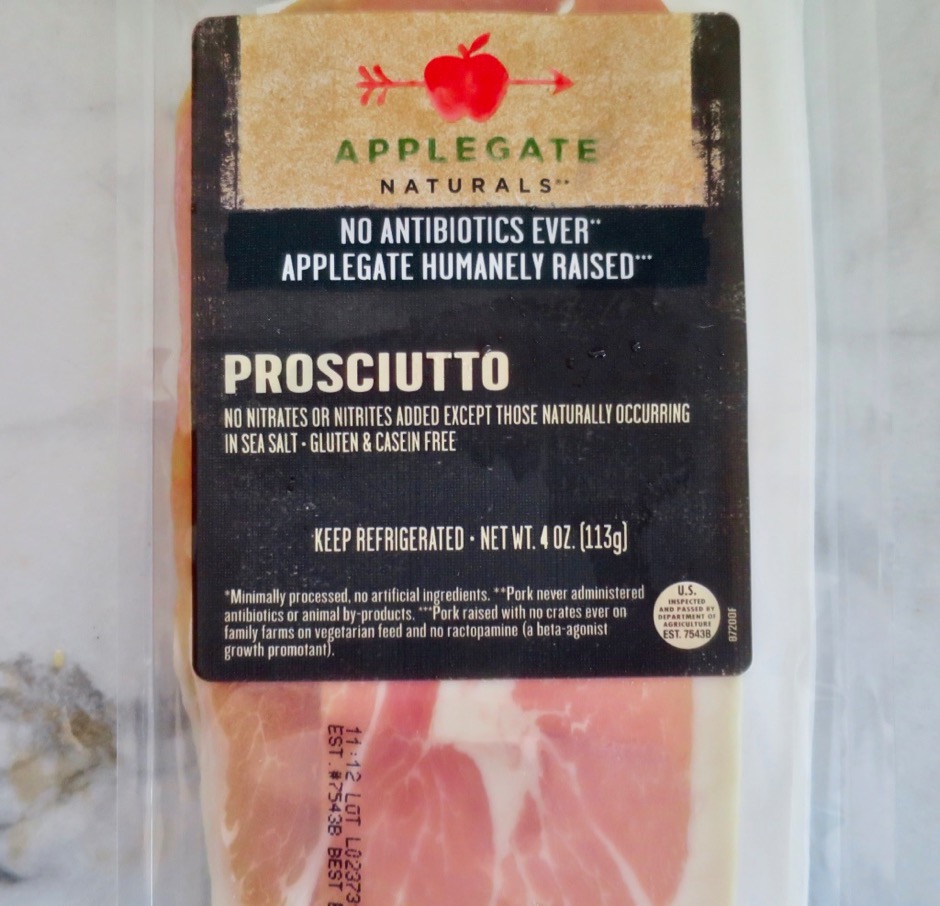 APPLEGATE
NATURALS**
NO ANTIBIOTICS EVER**
APPLEGATE HUMANELY RAISED***
PROSCIUTTO
NO NITRATES OR NITRITES ADDED EXCEPT THOSE NATURALLY OCCURRING
IN SEA SALT • GLUTEN & CASEIN FREE
KEEP REFRIGERATED • NET WT. 4 OZ. (113g)
*Minimally processed, no artificial ingredients. **Pork never administered
antibiotics or animal by-products. ***Pork raised with no crates ever on
family farms on vegetarian feed and no ractopamine (a beta-agonist
growth promotant).
U.S.
INSPECTED
AND PASSED BY
DEPARTMENT OF
AGRICULTURE
EST. 7543B
87200F
11:12 LOT L02373
EST. #7543B BEST